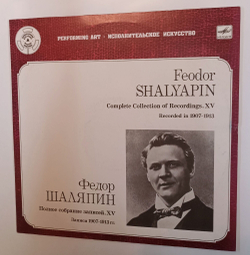 PERFORMING ART · ИСПОЛНИТЕЛЬСКОЕ ИСКУССТВО
Feodor
SHALYAPIN
Complete Collection of Recordings, XV
Recorded in 1907-1913
Федор
ШАЛЯПИН
Полное собрание записей, XV
Записи 1907-1913 гг.